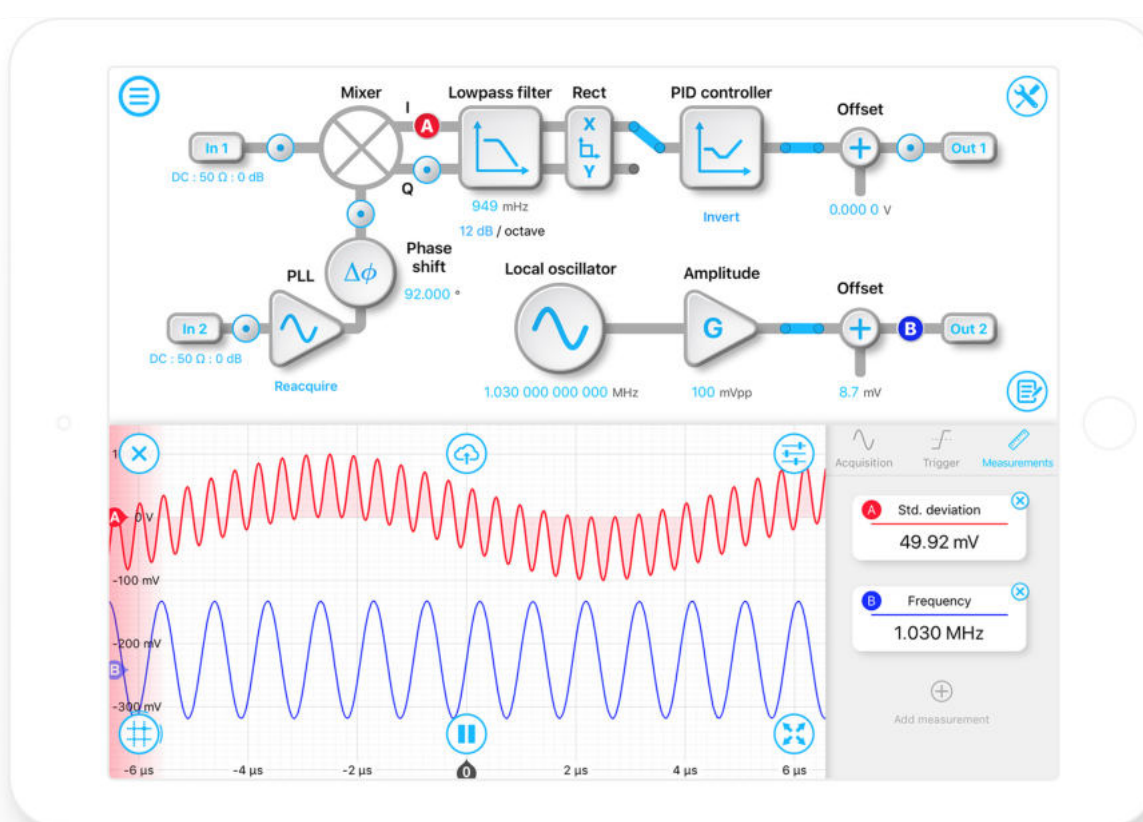 Mixer
Lowpass filter
Rect
PID controller
Offset
I
A
X
Y
In 1
Out 1
DC : 50 Ω : 0 dB
Q
949 mHz
12 dB / octave
Invert
0.000 0 V
Phase
shift
PLL
Δϕ
92.000 °
Local oscillator
Amplitude
Offset
In 2
G
B
Out 2
DC : 50 Ω : 0 dB
Reacquire
1.030 000 000 000 MHz
100 mVpp
8.7 mV
A
0 V
-100 mV
-200 mV
B
-300 mV
-6 µs
-4 µs
-2 µs
0
2 µs
4 µs
6 µs
Acquisition
Trigger
Measurements
A
Std. deviation
49.92 mV
B
Frequency
1.030 MHz
Add measurement